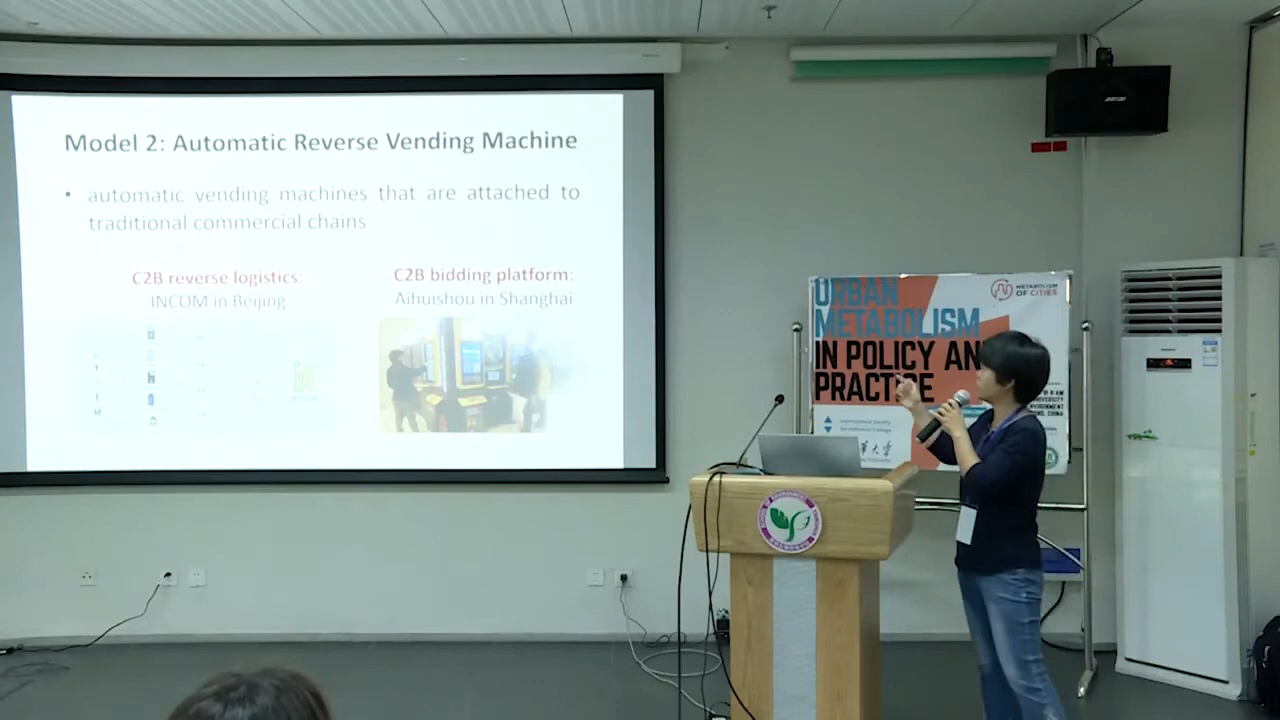 Model 2: Automatic Reverse Vending Machine
• automatic vending machines that are attached to
traditional commercial chains
C2B reverse logistics:
INCOM in Beijing
C2B bidding platform:
Aihuishou in Shanghai
URBAN
METABOLISM
IN POLICY AN
PRACTICE
METABOLISM
OF CITIES
BOSE